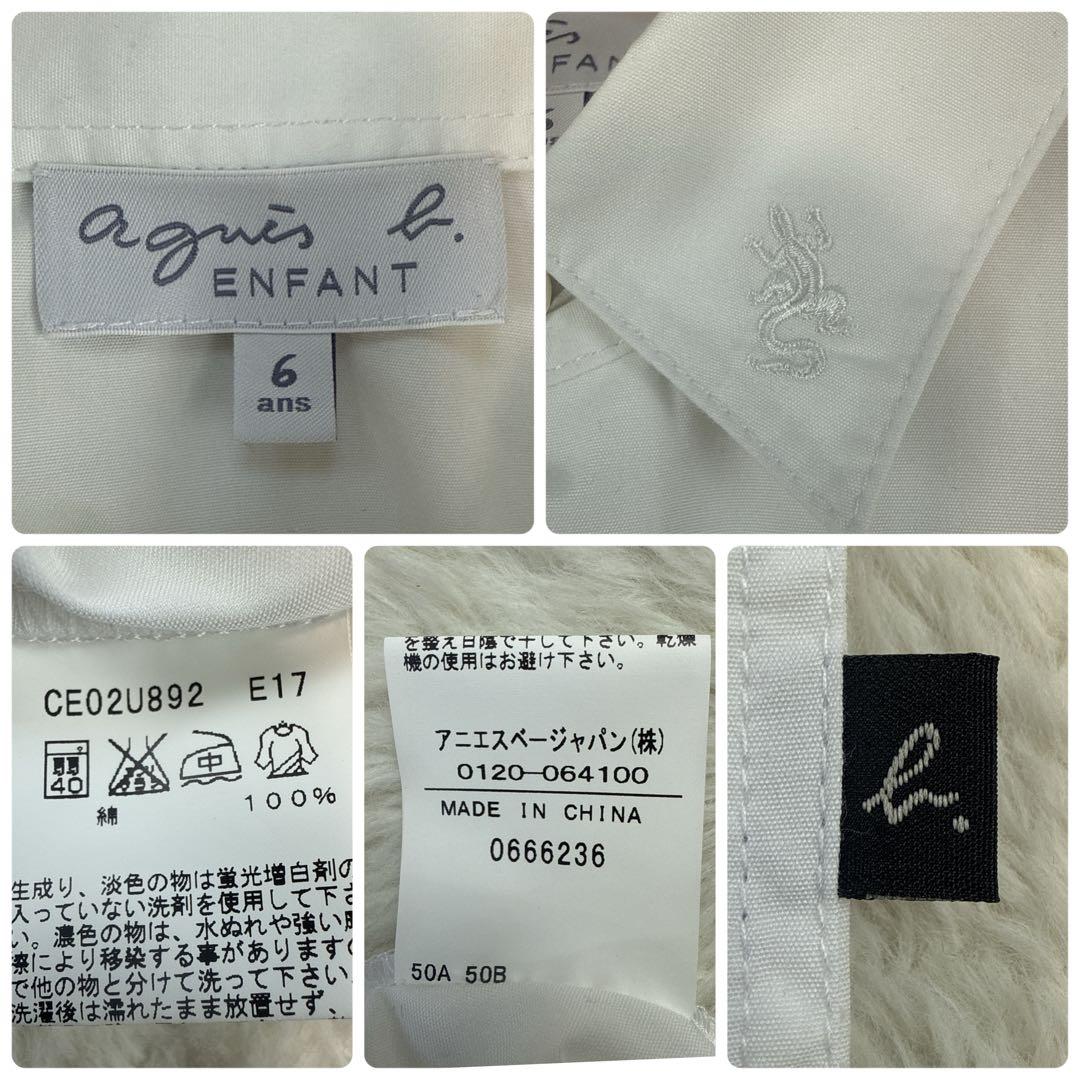 agnès b.
ENFANT
6
ans
ENFAN
6
CE02U892 E17
弱
40
中
綿 100%
生成り、淡色の物は蛍光増白剤の
入っていない洗剤を使用して下さ
い。濃色の物は、水ぬれや強い摩
擦により移染する事がありますの
で他の物と分けて洗って下さい。
洗濯後は濡れたまま放置せず、
を整え日陰で干して下さい。乾燥
機の使用はお避け下さい。
アニエスベージャパン(株)
0120-064100
MADE IN CHINA
0666236
50A 50B
b.